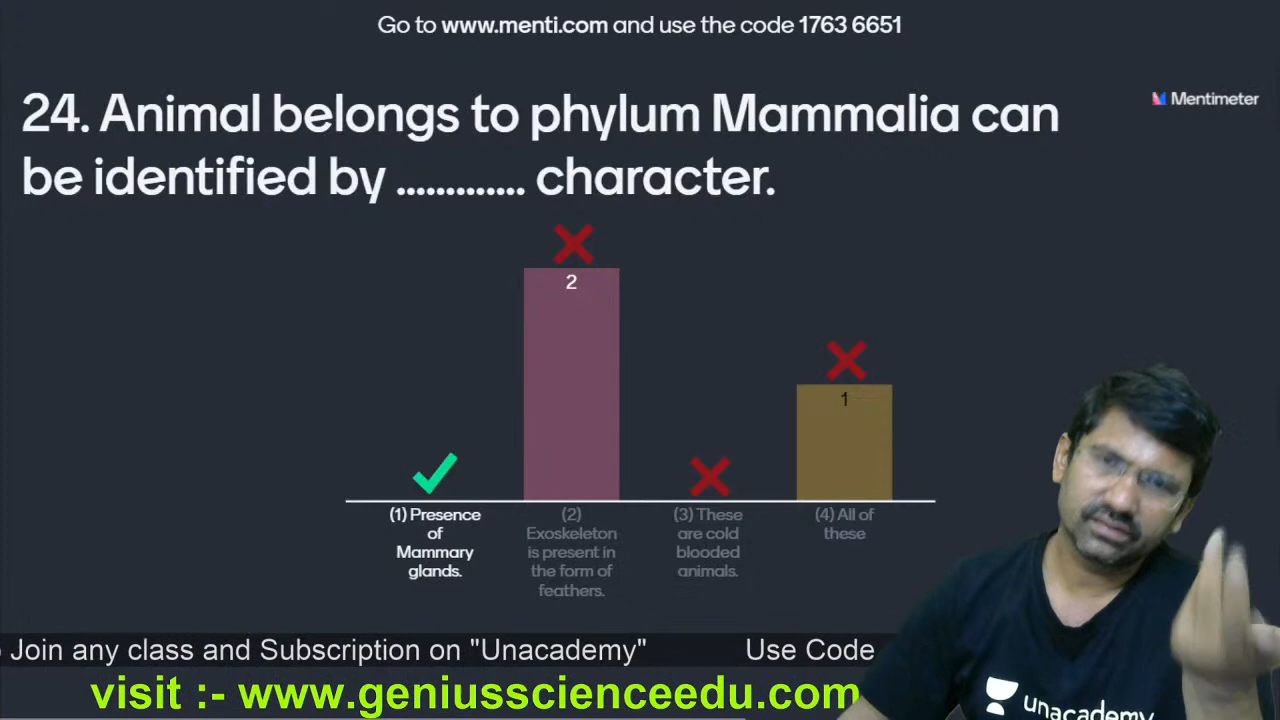 Go to www.menti.com and use the code 1763 6651
24. Animal belongs to phylum Mammalia can
be identified by ............. character.
Mentimeter
2
1
(1) Presence
of
Mammary
glands.
(2)
Exoskeleton
is present in
the form of
feathers.
(3) These
are cold
blooded
animals.
(4) All of
these
Join any class and Subscription on "Unacademy" Use Code
visit :- www.geniusscienceedu.com
unacademy